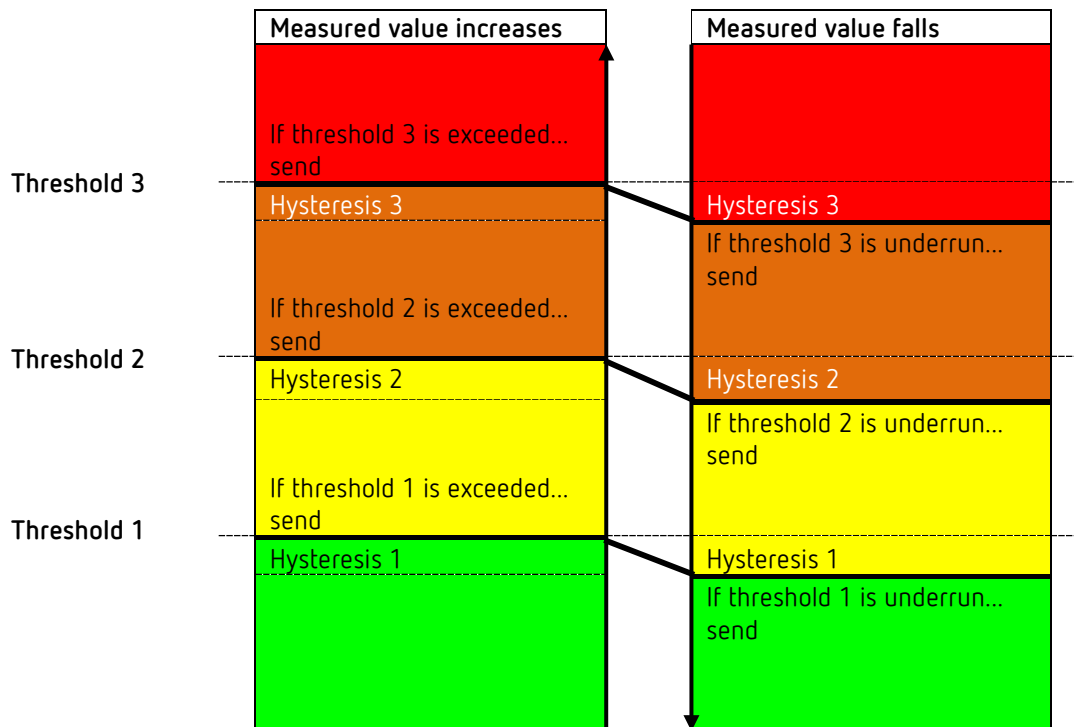 Measured value increases
Measured value falls
If threshold 3 is exceeded...
send
Threshold 3
Hysteresis 3
Hysteresis 3
If threshold 3 is underrun...
send
If threshold 2 is exceeded...
send
Threshold 2
Hysteresis 2
Hysteresis 2
If threshold 2 is underrun...
send
If threshold 1 is exceeded...
send
Threshold 1
Hysteresis 1
Hysteresis 1
If threshold 1 is underrun...
send